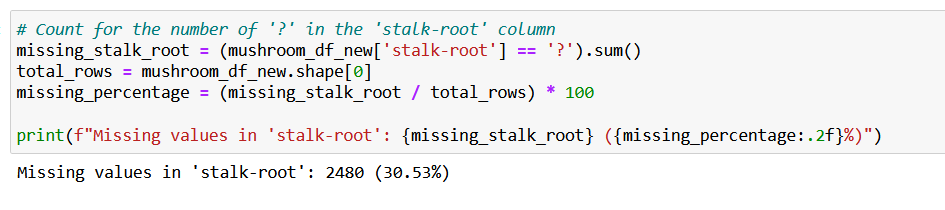 # Count for the number of '?' in the 'stalk-root' column
missing_stalk_root = (mushroom_df_new['stalk-root'] == '?').sum()
total_rows = mushroom_df_new.shape[0]
missing_percentage = (missing_stalk_root / total_rows) * 100
print(f"Missing values in 'stalk-root': {missing_stalk_root} ({missing_percentage:.2f}%)")
Missing values in 'stalk-root': 2480 (30.53%)